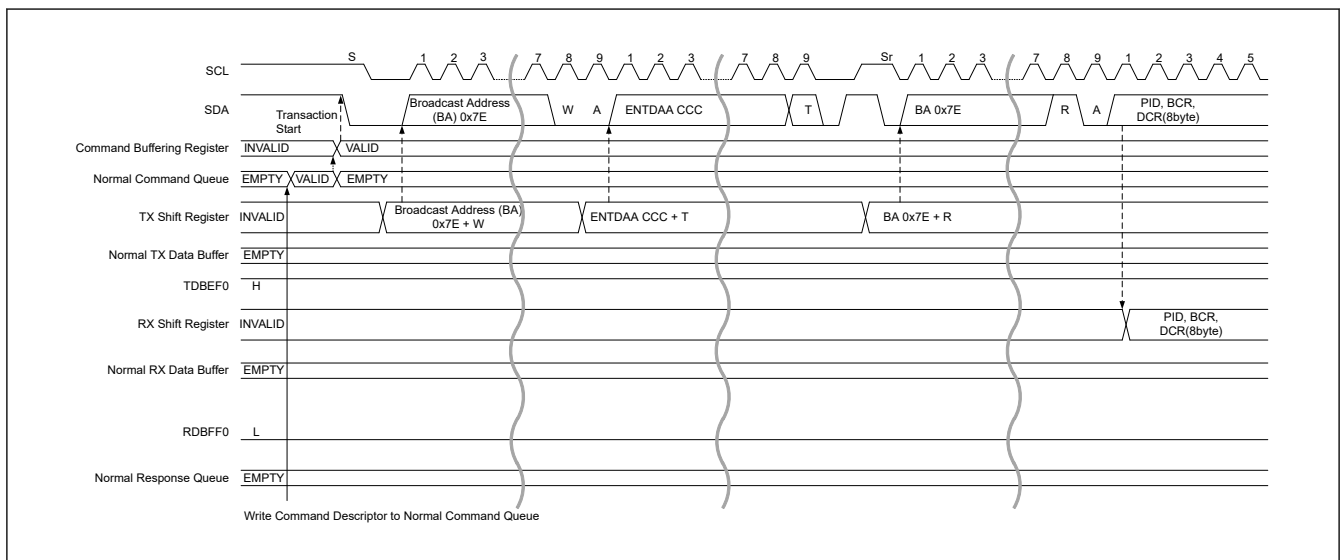 S 1 2 3 7 8 9 1 2 3 7 8 9 Sr 1 2 3 7 8 9 1 2 3 4 5
SCL
SDA
Transaction
Start
Broadcast Address
(BA) 0x7E
W A
ENTDAA CCC
T
BA 0x7E
R A
PID, BCR,
DCR(8byte)
Command Buffering Register INVALID VALID
Normal Command Queue EMPTY VALID EMPTY
TX Shift Register INVALID
Broadcast Address (BA)
0x7E + W
ENTDAA CCC + T
BA 0x7E + R
Normal TX Data Buffer EMPTY
TDBEF0 H
RX Shift Register INVALID
PID, BCR,
DCR(8byte)
Normal RX Data Buffer EMPTY
RDBFF0 L
Normal Response Queue EMPTY
Write Command Descriptor to Normal Command Queue